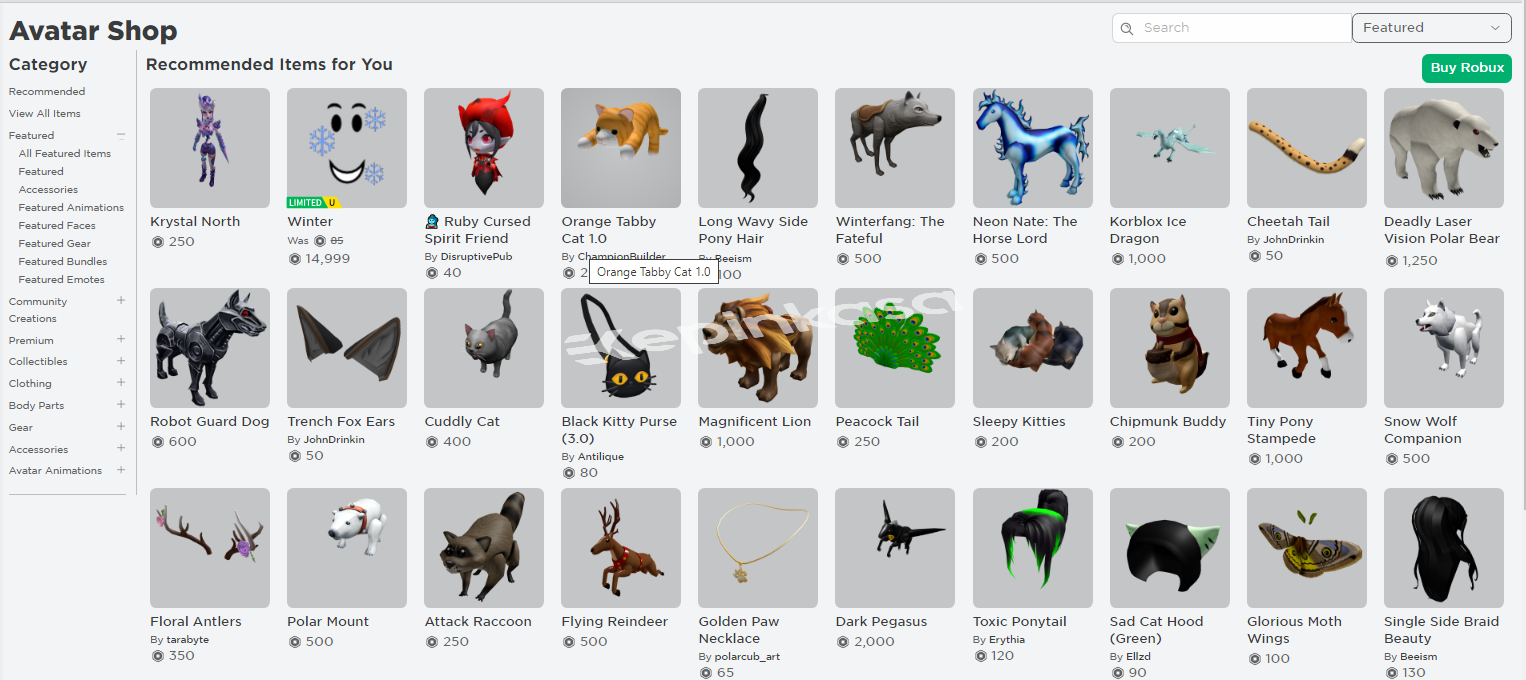 Avatar Shop
Search
Featured
Category
Recommended
View All Items
Featured
All Featured Items
Featured
Accessories
Featured Animations
Featured Faces
Featured Gear
Featured Bundles
Featured Emotes
Community
Creations
Premium
Collectibles
Clothing
Body Parts
Gear
Accessories
Avatar Animations
Recommended Items for You
Buy Robux
Krystal North
250
LIMITED U
Winter
Was 85
14,999
Ruby Cursed
Spirit Friend
By DisruptivePub
40
Orange Tabby
Cat 1.0
By ChampionBuilder
Orange Tabby Cat 1.0
Long Wavy Side
Pony Hair
By Beeism
100
Winterfang: The
Fateful
500
Neon Nate: The
Horse Lord
500
Korblox Ice
Dragon
1,000
Cheetah Tail
By JohnDrinkin
50
Deadly Laser
Vision Polar Bear
1,250
Robot Guard Dog
600
Trench Fox Ears
By JohnDrinkin
50
Cuddly Cat
400
Black Kitty Purse
(3.0)
By Antilique
80
Magnificent Lion
1,000
Peacock Tail
250
Sleepy Kitties
200
Chipmunk Buddy
200
Tiny Pony
Stampede
1,000
Snow Wolf
Companion
500
kepinkasa
Floral Antlers
By tarabyte
350
Polar Mount
500
Attack Raccoon
250
Flying Reindeer
500
Golden Paw
Necklace
By polarcub_art
65
Dark Pegasus
2,000
Toxic Ponytail
By Erythia
120
Sad Cat Hood
(Green)
By Ellzd
90
Glorious Moth
Wings
100
Single Side Braid
Beauty
By Beeism
130